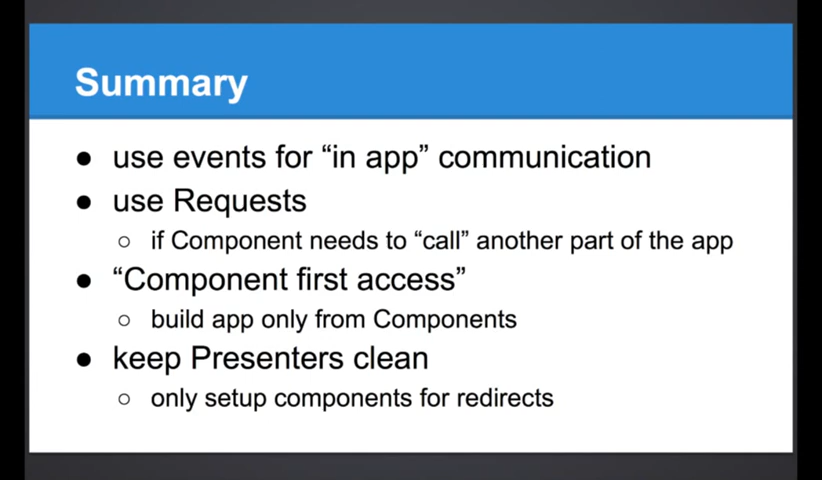 Summary
● use events for “in app” communication
● use Requests
○ if Component needs to “call” another part of the app
● “Component first access”
○ build app only from Components
● keep Presenters clean
○ only setup components for redirects